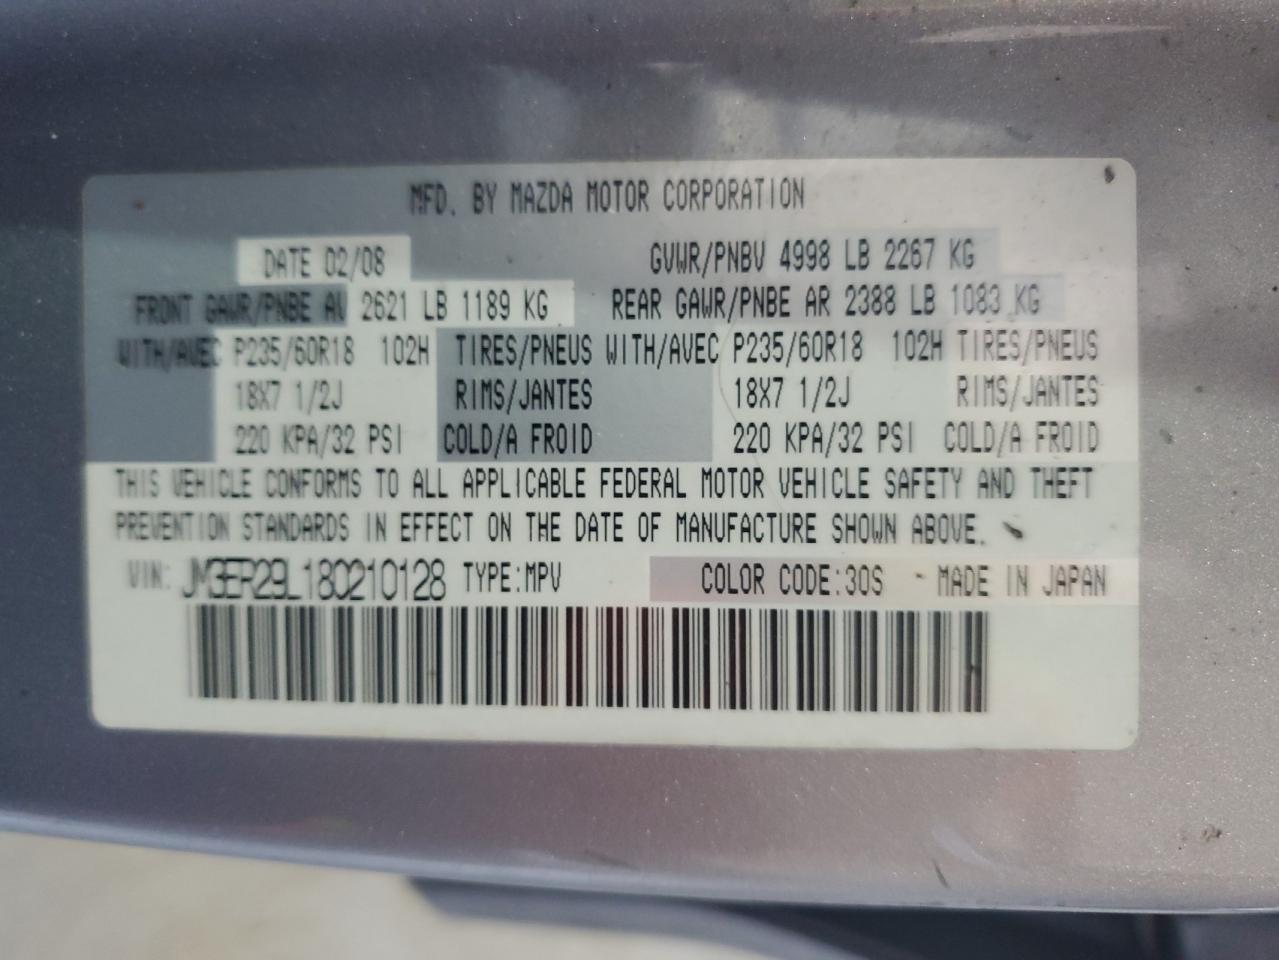 MFD. BY MAZDA MOTOR CORPORATION
DATE 02/08 GVWR/PNBV 4998 LB 2267 KG
FRONT GAWR/PNBE AV 2621 LB 1189 KG REAR GAWR/PNBE AR 2388 LB 1083 KG
WITH/AVEC P235/60R18 102H TIRES/PNEUS WITH/AVEC P235/60R18 102H TIRES/PNEUS
18X7 1/2J RIMS/JANTES 18X7 1/2J RIMS/JANTES
220 KPA/32 PSI COLD/A FROID 220 KPA/32 PSI COLD/A FROID
THIS VEHICLE CONFORMS TO ALL APPLICABLE FEDERAL MOTOR VEHICLE SAFETY AND THEFT
PREVENTION STANDARDS IN EFFECT ON THE DATE OF MANUFACTURE SHOWN ABOVE.
VIN: JM3ER29L180210128 TYPE:MPV COLOR CODE:30S MADE IN JAPAN